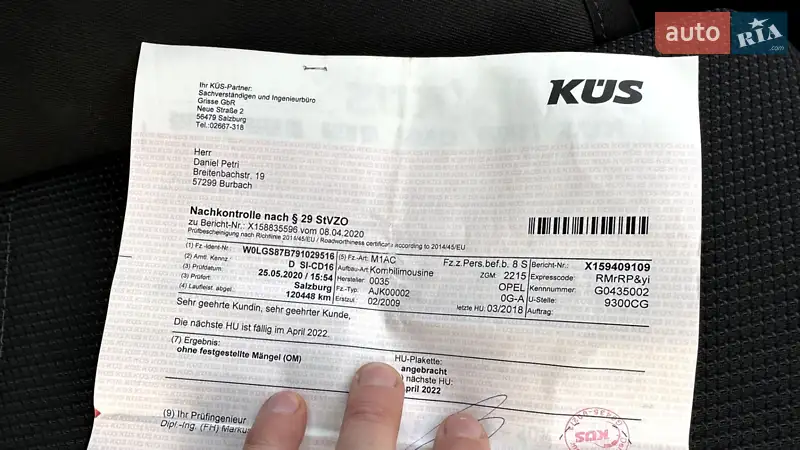 auto RIA .com
KÜS
Ihr KÜS-Partner:
Sachverständigen und Ingenieurbüro
Grisse GbR
Neue Straße 2
56479 Salzburg
Tel.:02667-318
Herr
Daniel Petri
Breitenbachstr. 19
57299 Burbach
Nachkontrolle nach § 29 StVZO
zu Bericht-Nr.: X158835596 vom 08.04.2020
Prüfbescheinigung nach Richtlinie 2014/45/EU / Roadworthiness certificate according to 2014/45/EU
(1) Fz.-Ident-Nr.: W0LGS87B791029516 (5) Fz.-Art: M1AC Fz.z.Pers.bef.b. 8 S Bericht-Nr.: X159409109
(2) Amtl. Kennz. D SI-CD16 Aufbau-Art Kombilimousine ZGM: 2215 Expresscode: RMrRP&yi
(3) Prüfdatum: 25.05.2020 / 15:54 Hersteller 0035 OPEL Kennnummer: G0435002
(3) Prüfort: Salzburg Fz.-Typ: AJK00002 0G-A U-Stelle: 9300CG
(4) Laufleist. abgel.: 120448 km Erstzul: 02/2009 letzte HU: 03/2018 Auftrag:
Sehr geehrte Kundin, sehr geehrter Kunde,
Die nächste HU ist fällig im April 2022.
(7) Ergebnis: HU-Plakette:
ohne festgestellte Mängel (OM) angebracht
nächste HU:
pril 2022
(9) Ihr Prüfingenieur
Dipl.-Ing. (FH) Marku
KÜS